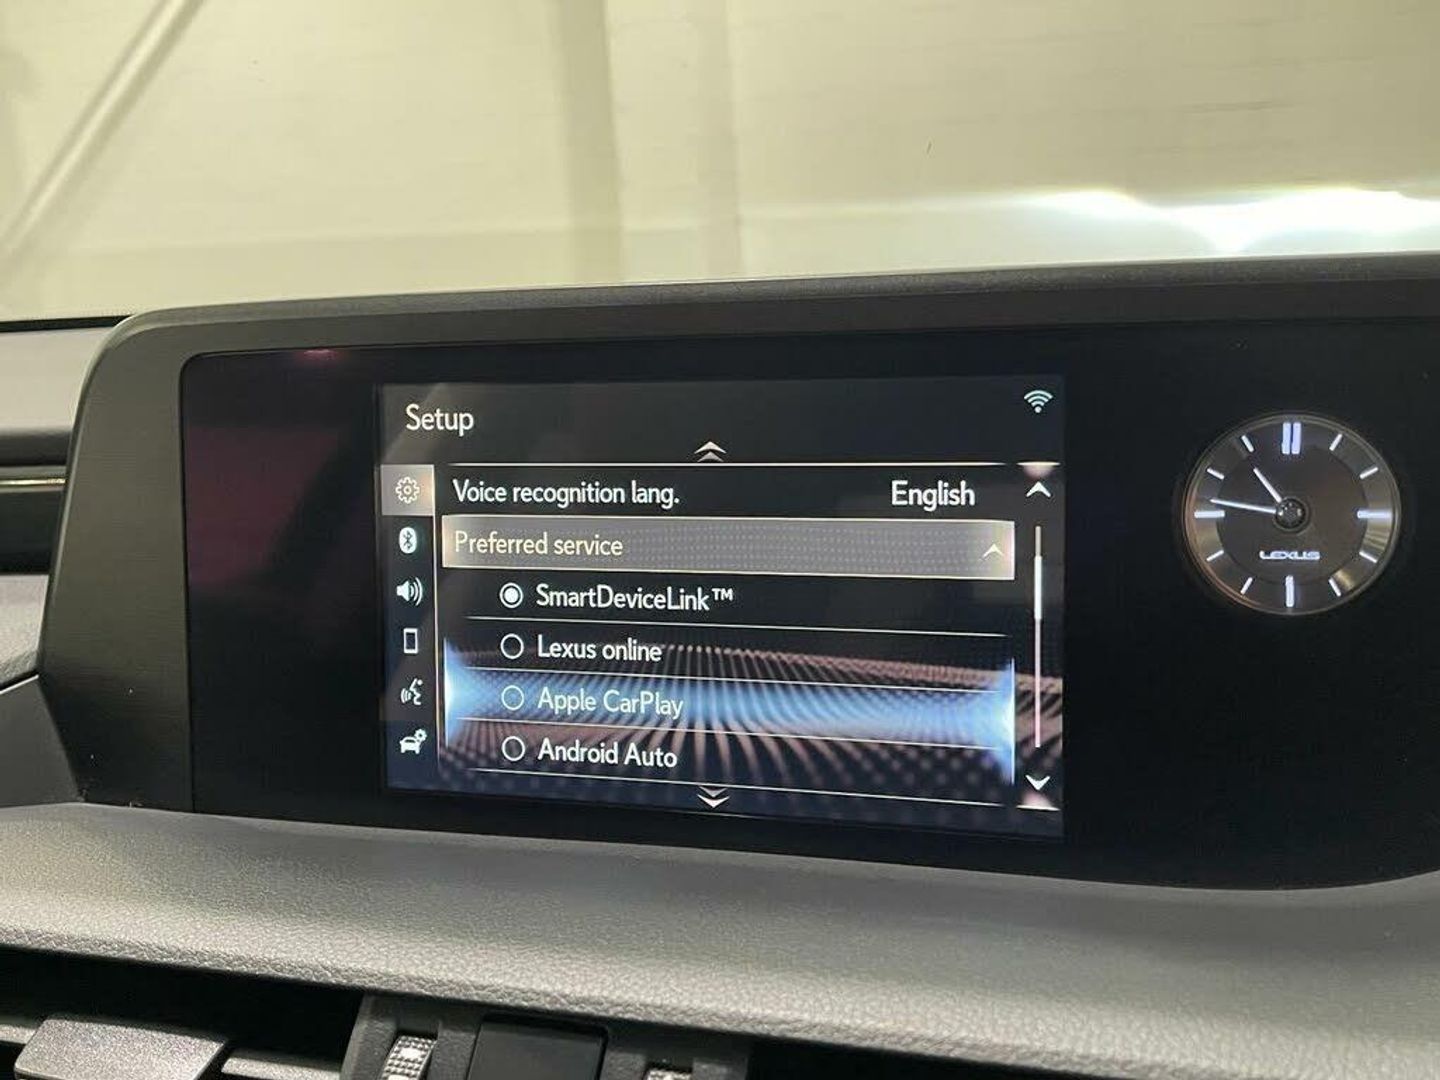 Setup
Voice recognition lang. English
Preferred service
SmartDeviceLink™
Lexus online
Apple CarPlay
Android Auto
LEXUS